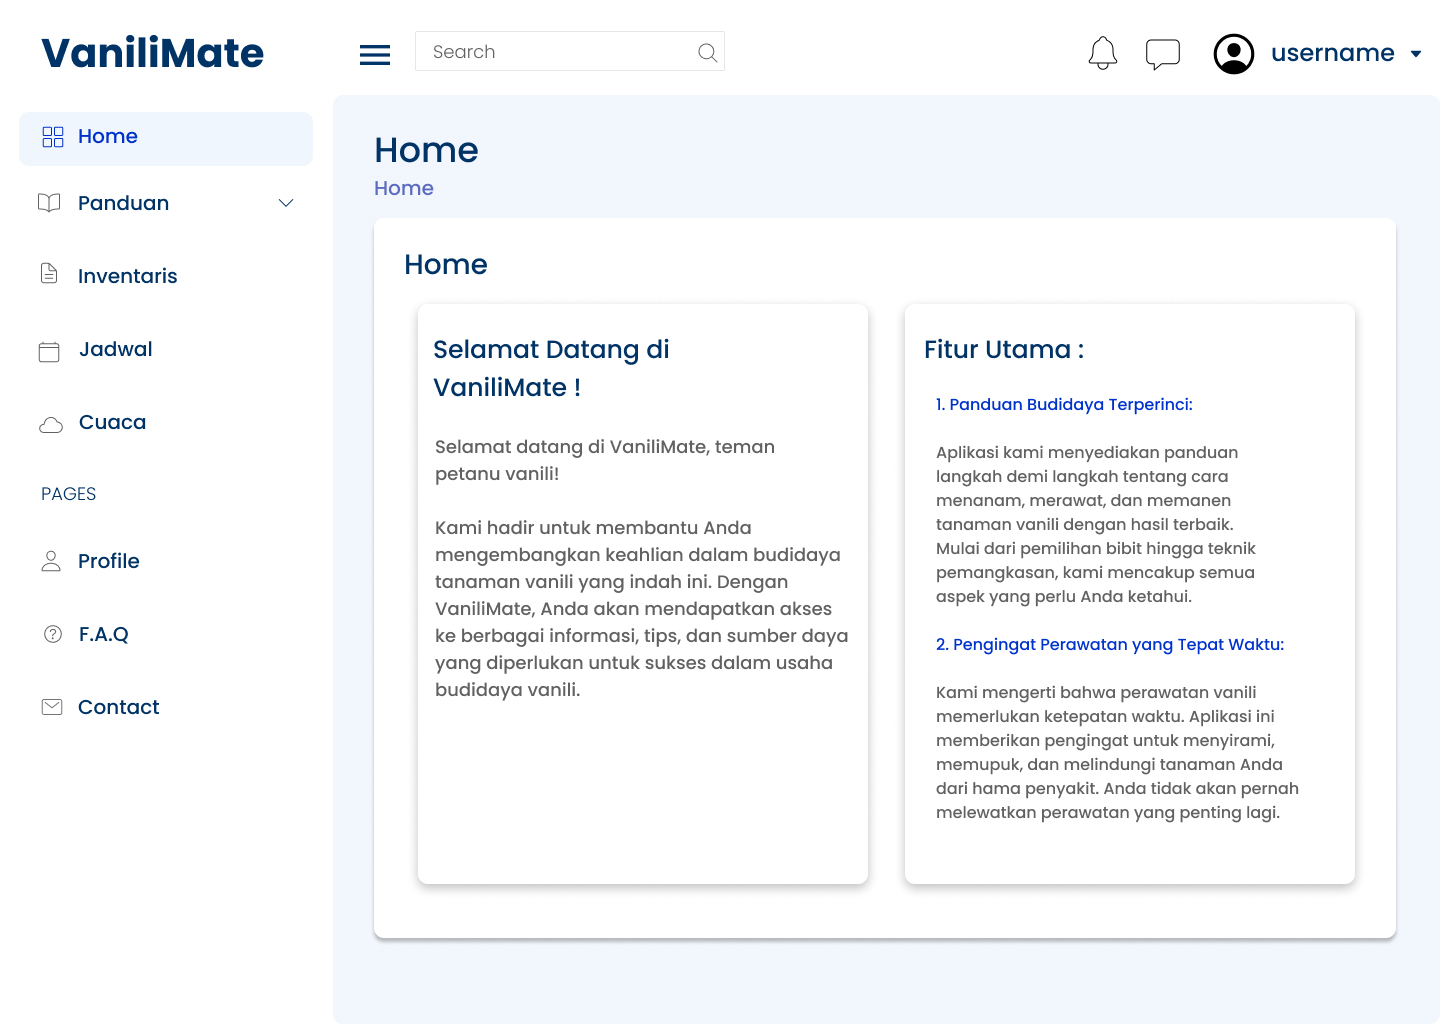 VaniliMate
Search
username
Home
Panduan
Inventaris
Jadwal
Cuaca
PAGES
Profile
F.A.Q
Contact
Home
Home
Home
Selamat Datang di
VaniliMate !
Selamat datang di VaniliMate, teman
petanu vanili!
Kami hadir untuk membantu Anda
mengembangkan keahlian dalam budidaya
tanaman vanili yang indah ini. Dengan
VaniliMate, Anda akan mendapatkan akses
ke berbagai informasi, tips, dan sumber daya
yang diperlukan untuk sukses dalam usaha
budidaya vanili.
Fitur Utama :
1. Panduan Budidaya Terperinci:
Aplikasi kami menyediakan panduan
langkah demi langkah tentang cara
menanam, merawat, dan memanen
tanaman vanili dengan hasil terbaik.
Mulai dari pemilihan bibit hingga teknik
pemangkasan, kami mencakup semua
aspek yang perlu Anda ketahui.
2. Pengingat Perawatan yang Tepat Waktu:
Kami mengerti bahwa perawatan vanili
memerlukan ketepatan waktu. Aplikasi ini
memberikan pengingat untuk menyirami,
memupuk, dan melindungi tanaman Anda
dari hama penyakit. Anda tidak akan pernah
melewatkan perawatan yang penting lagi.